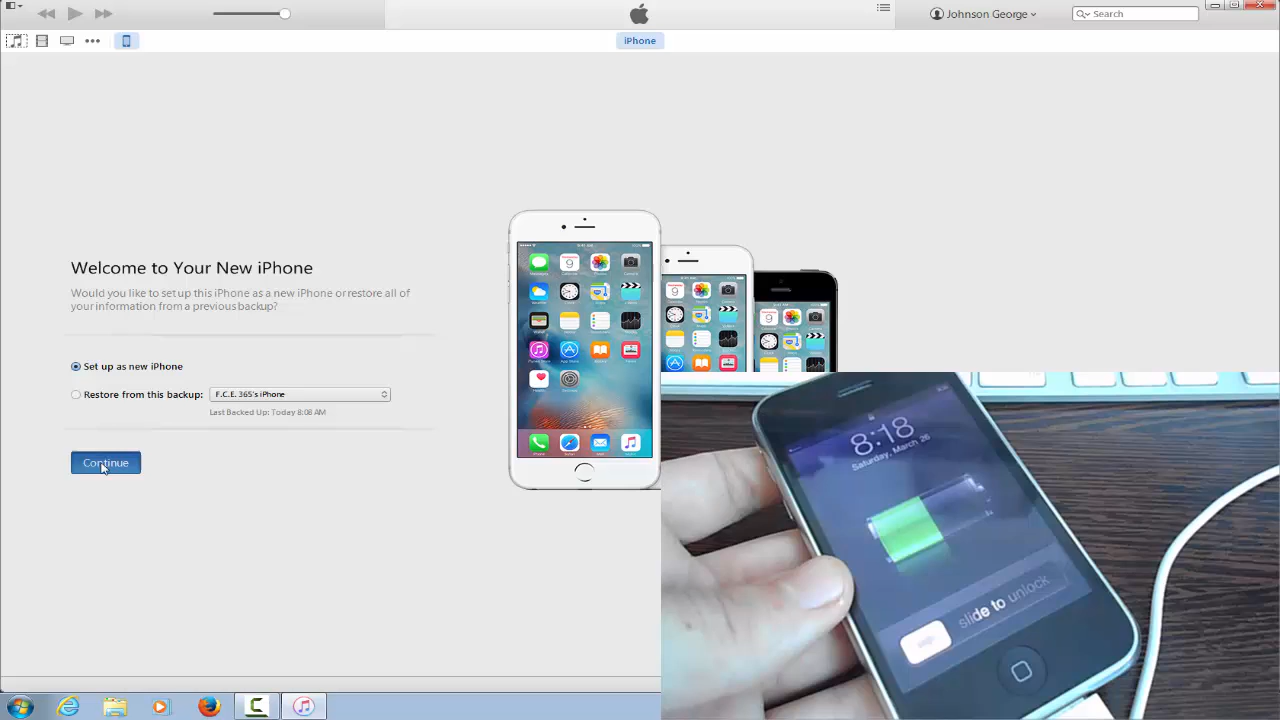 Johnson George
Search
iPhone
Welcome to Your New iPhone
Would you like to set up this iPhone as a new iPhone or restore all of
your information from a previous backup?
Set up as new iPhone
Restore from this backup:
F.C.E. 365's iPhone
Last Backed Up: Today 8:08 AM
Continue
8:18
Saturday, March 26
slide to unlock